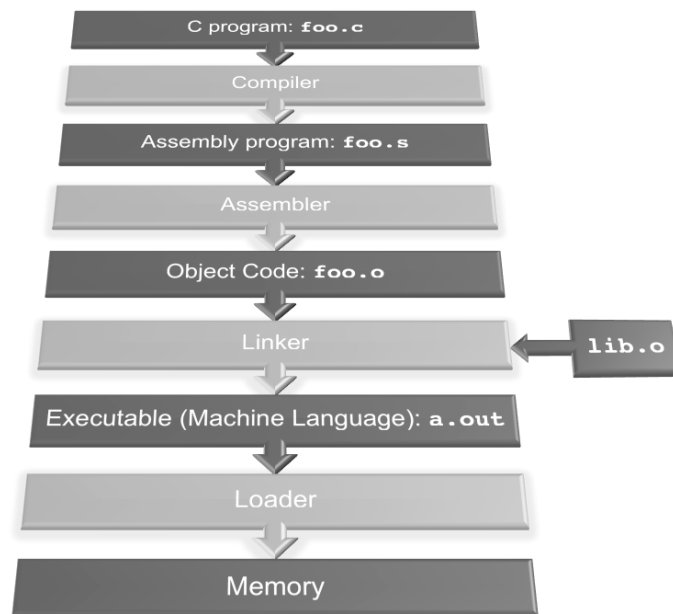 C program: foo.c
Compiler
Assembly program: foo.s
Assembler
Object Code: foo.o
Linker
lib.o
Executable (Machine Language): a.out
Loader
Memory